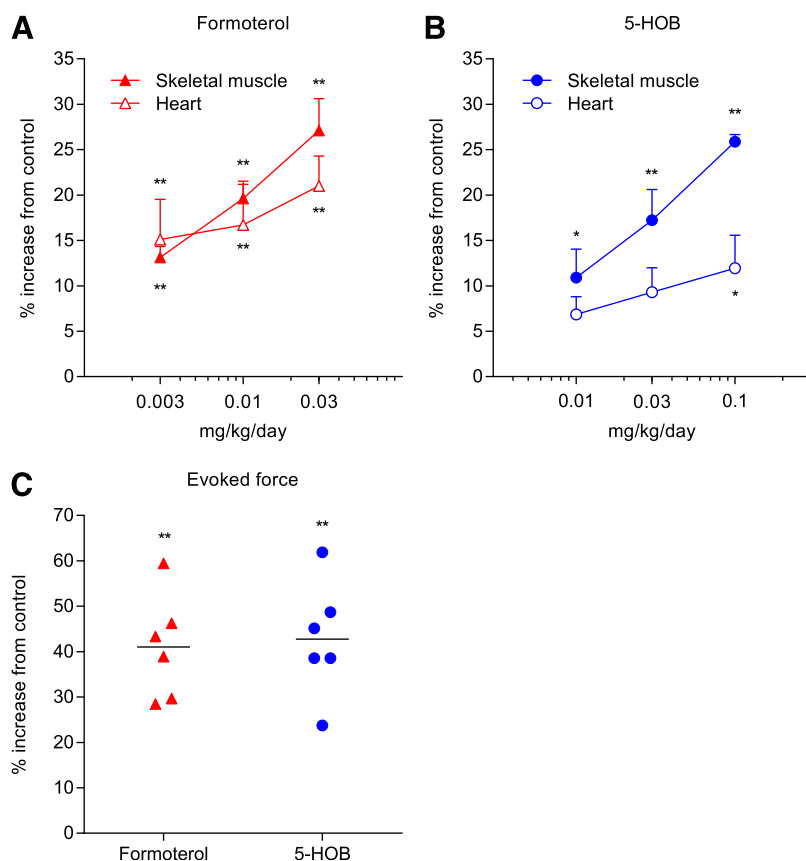 A
Formoterol
% increase from control
35
30
25
20
15
10
5
0
Skeletal muscle
Heart
**
**
**
**
**
**
0.003
0.01
0.03
mg/kg/day
B
5-HOB
% increase from control
35
30
25
20
15
10
5
0
Skeletal muscle
Heart
*
**
**
*
0.01
0.03
0.1
mg/kg/day
C
Evoked force
% increase from control
70
60
50
40
30
20
10
0
**
**
Formoterol
5-HOB